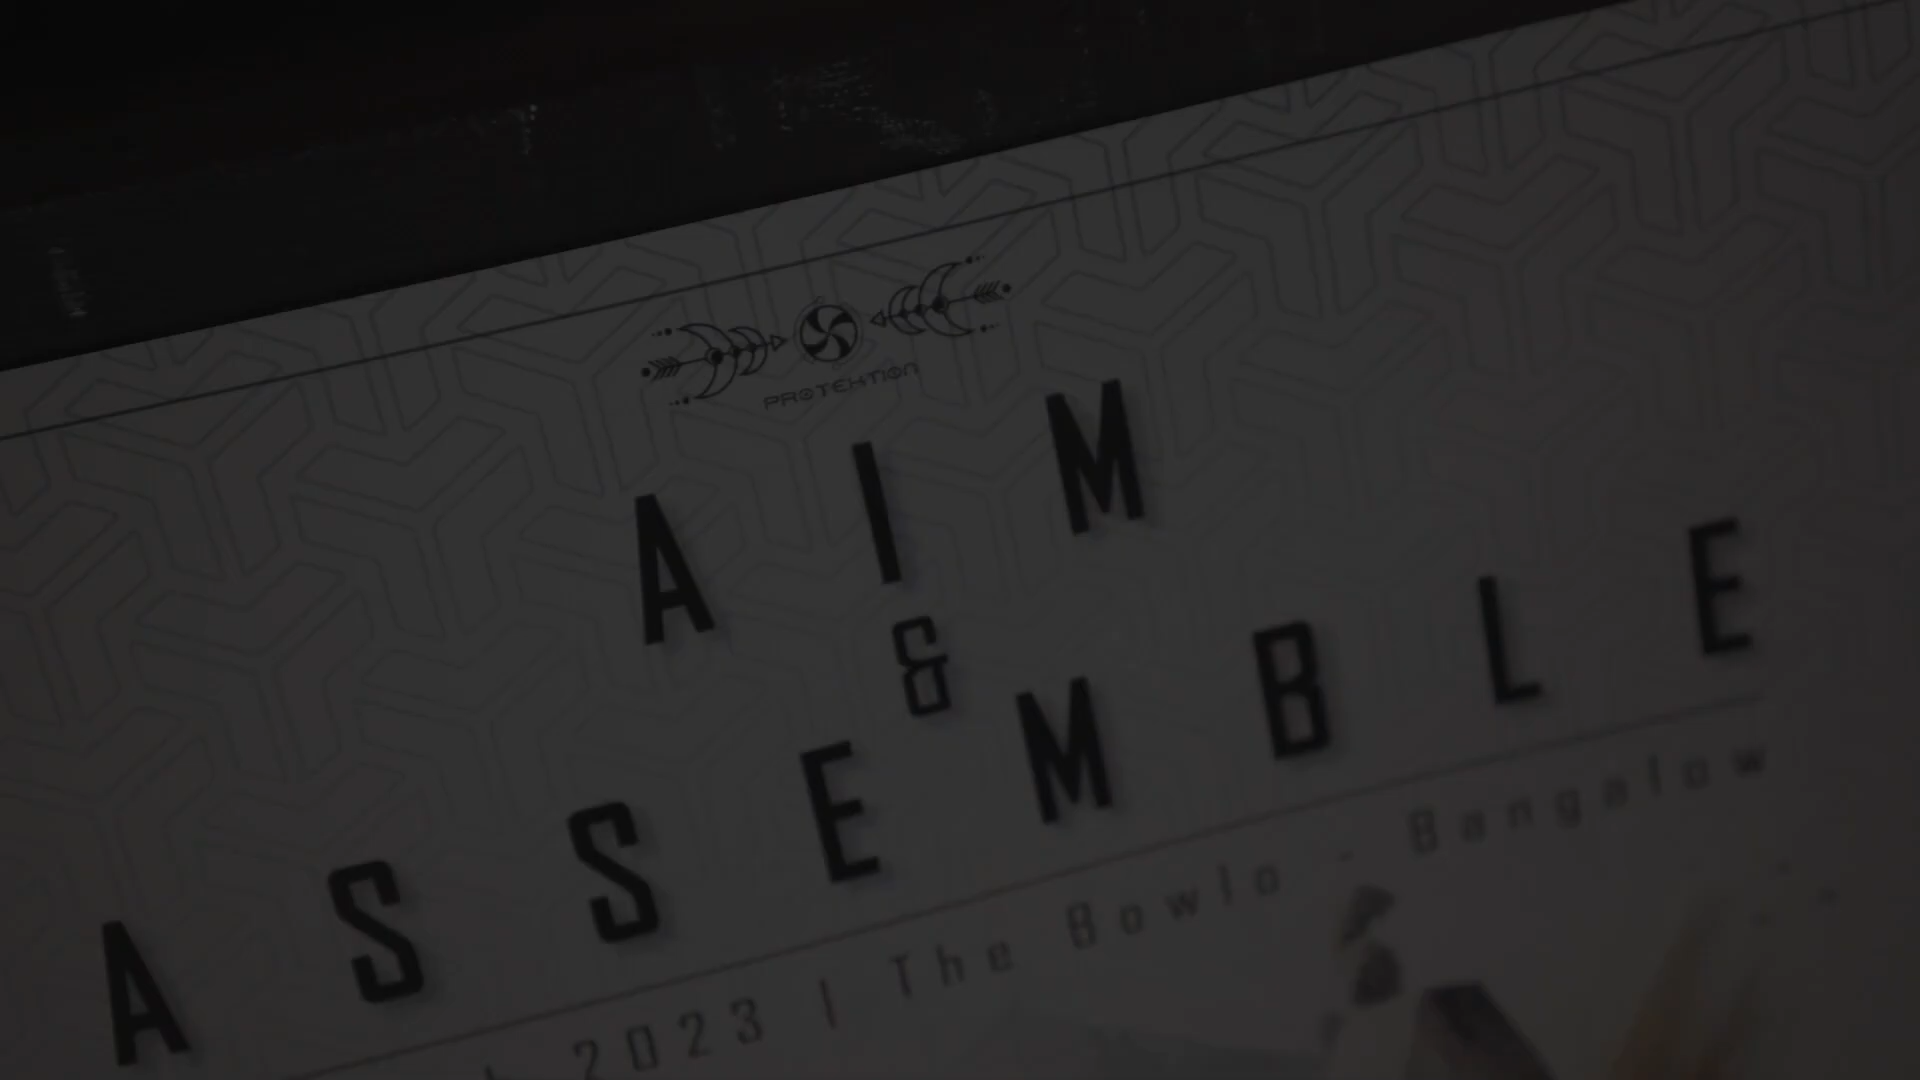 PROTEKTION
AIM
&
ASSEMBLE
2023 | The Bowlo - Bangalow